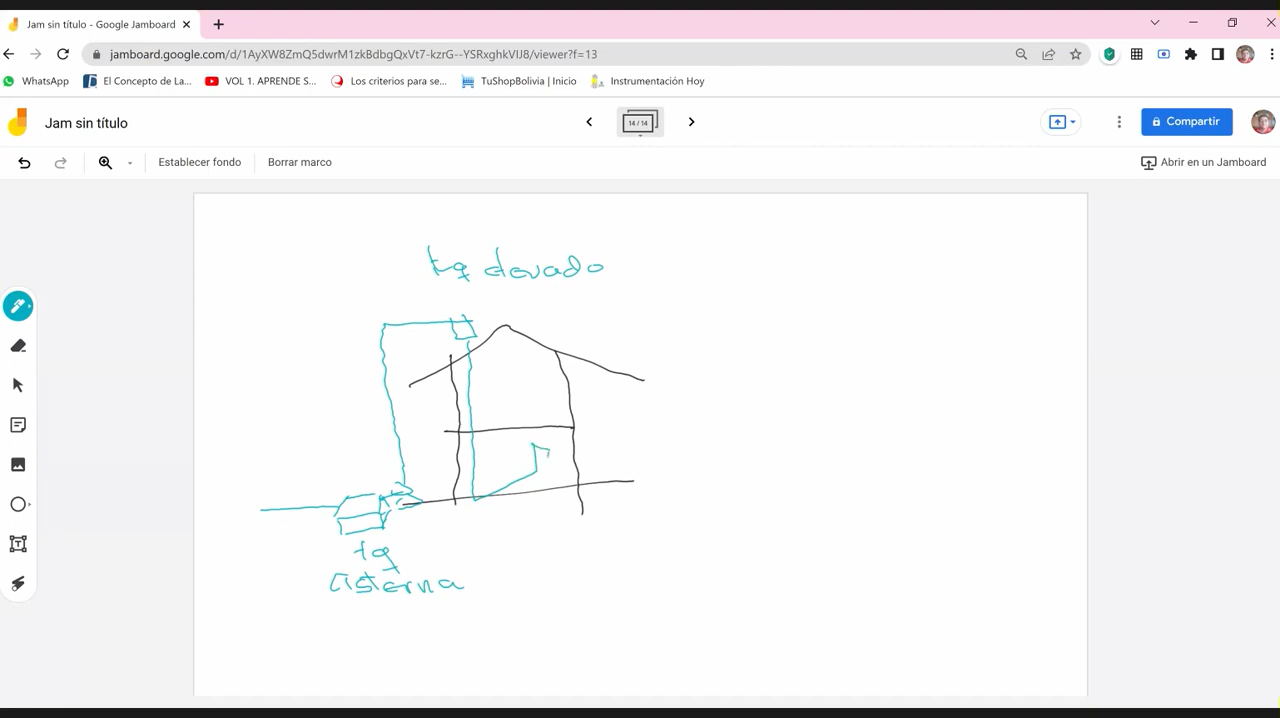 Jam sin título - Google Jamboard
jamboard.google.com/d/1AyXW8ZmQ5dwrM1zkBdbgQxVt7-kzrG--YSRxghkVIJ8/viewer?f=13
WhatsApp El Concepto de La... VOL 1. APRENDE S... Los criterios para se... TuShopBolivia | Inicio Instrumentación Hoy
Jam sin título
14 / 14
Compartir
Establecer fondo Borrar marco
Abrir en un Jamboard
tq elevado
tq
cisterna